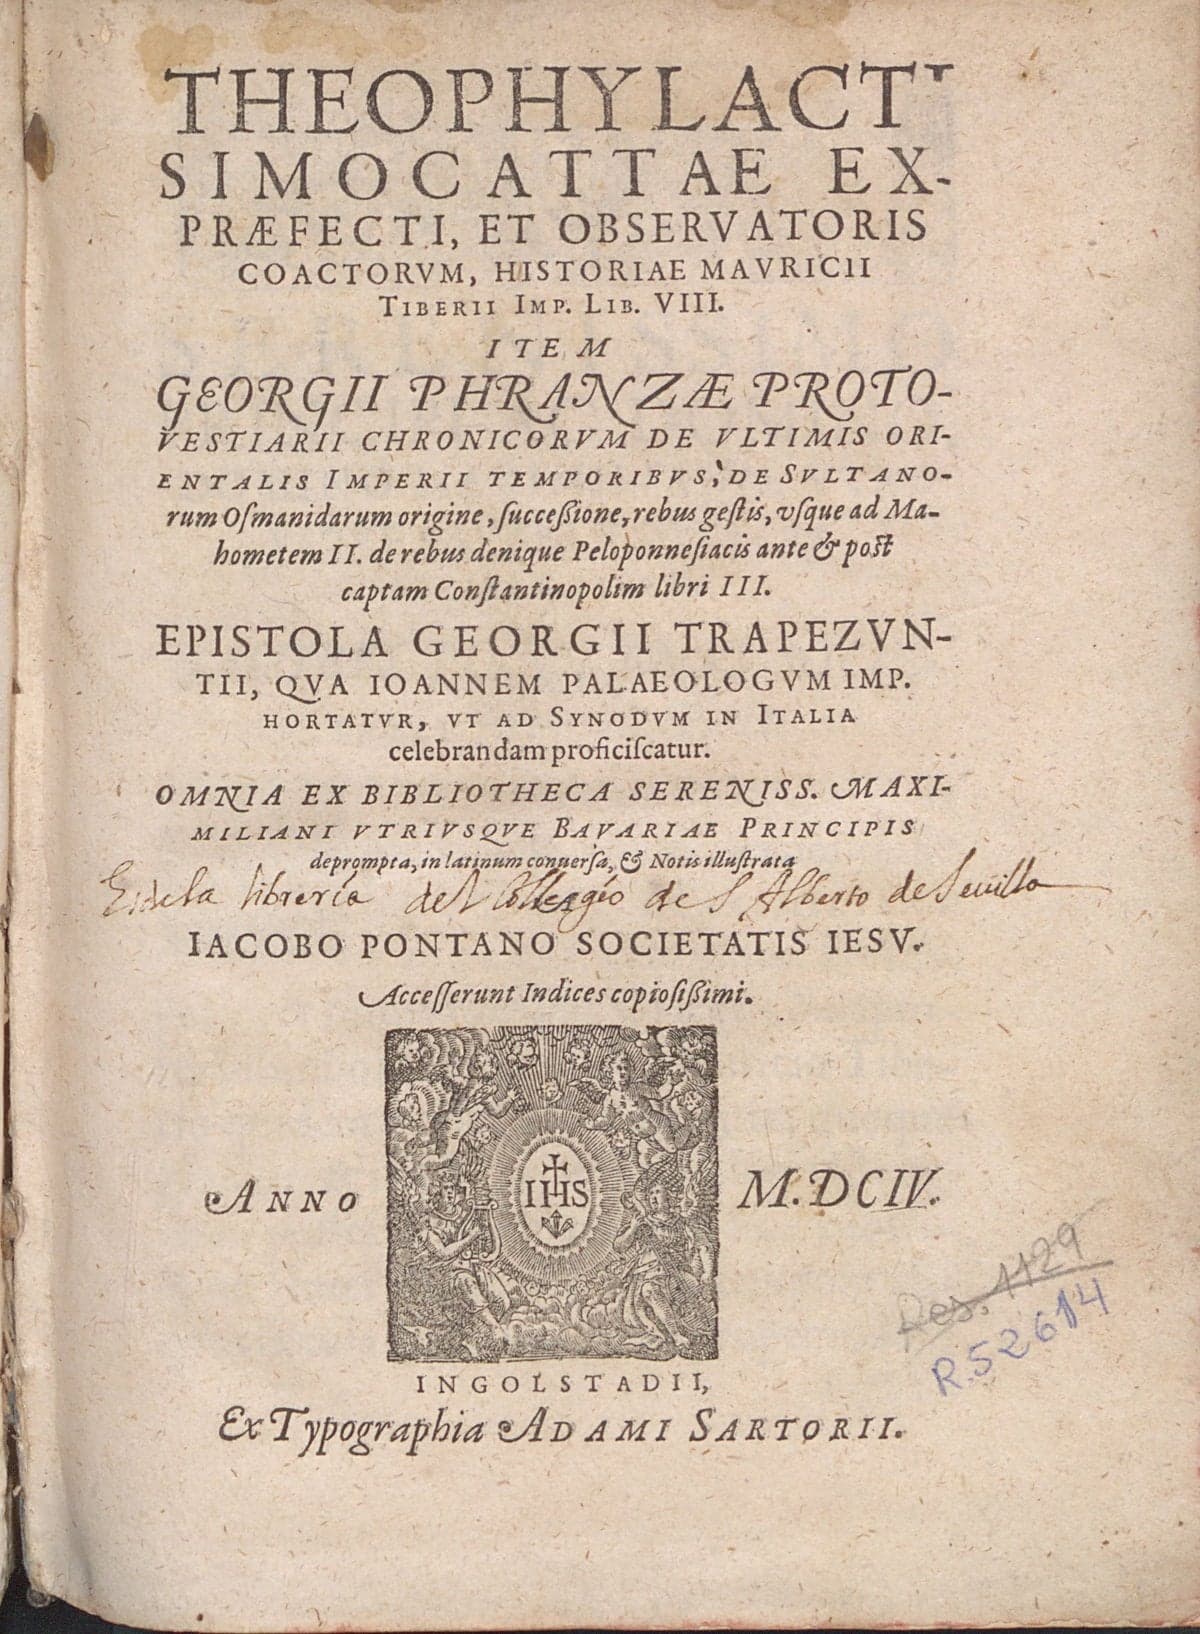 THEOPHYLACTI
SIMOCATTAE EX-
PRÆFECTI, ET OBSERVATORIS
COACTORVM, HISTORIAE MAVRICII
TIBERII IMP. LIB. VIII.
ITEM
GEORGII PHRANZÆ PROTO-
VESTIARII CHRONICORVM DE VLTIMIS ORI-
ENTALIS IMPERII TEMPORIBVS, DE SVLTANO-
rum Oſmanidarum origine, ſucceßione, rebus geſtis, vſque ad Ma-
hometem II. de rebus denique Peloponneſiacis ante & poſt
captam Conſtantinopolim libri III.
EPISTOLA GEORGII TRAPEZVN-
TII, QVA IOANNEM PALAEOLOGVM IMP.
HORTATVR, VT AD SYNODVM IN ITALIA
celebrandam proficiſcatur.
OMNIA EX BIBLIOTHECA SERENISS. MAXI-
MILIANI VTRIVSQVE BAVARIAE PRINCIPIS
deprompta, in latinum conuerſa, & Notis illuſtrata
Es de la libreria del Collegio de S Alberto de Seuilla
IACOBO PONTANO SOCIETATIS IESV.
Acceſſerunt Indices copioſißimi.
IHS
ANNO M.DCIV.
Res. 1129
R.52614
INGOLSTADII,
Ex Typographia ADAMI SARTORII.